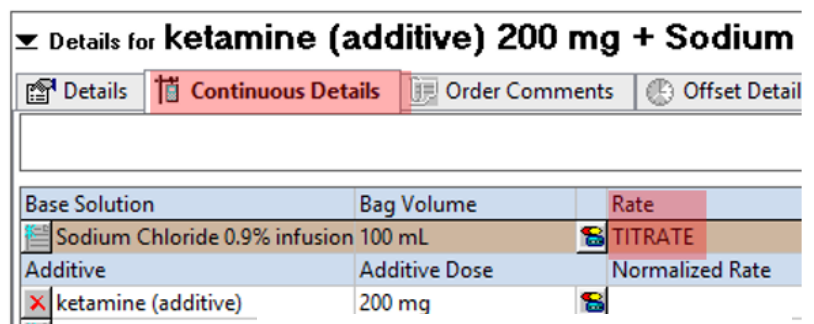 Details for ketamine (additive) 200 mg + Sodium
Details Continuous Details Order Comments Offset Detail
Base Solution Bag Volume Rate
Sodium Chloride 0.9% infusion 100 mL TITRATE
Additive Additive Dose Normalized Rate
ketamine (additive) 200 mg